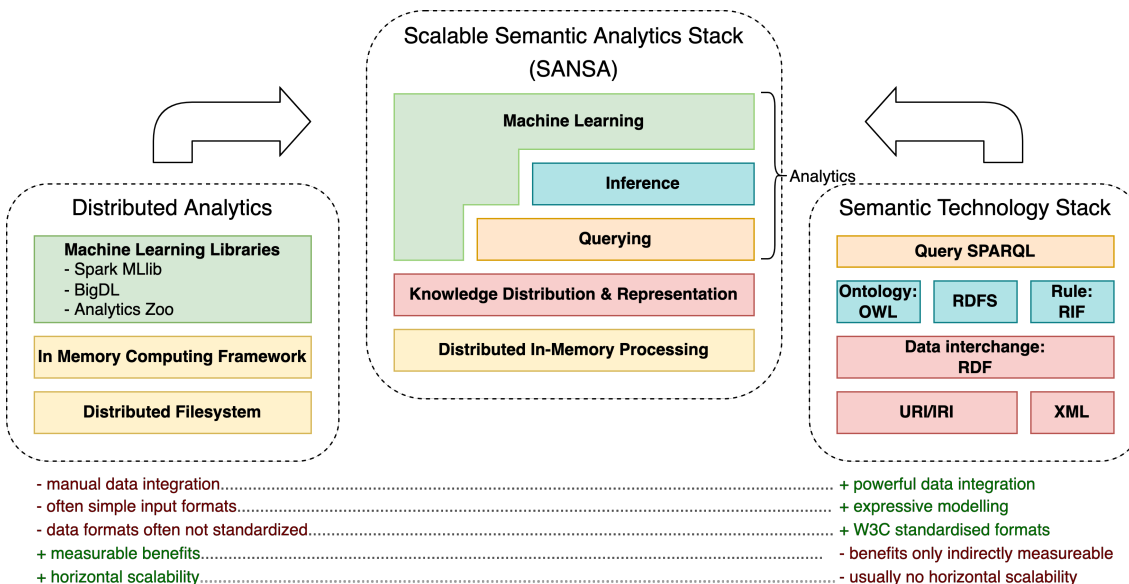 Scalable Semantic Analytics Stack
(SANSA)
Machine Learning
Inference
Querying
Analytics
Knowledge Distribution & Representation
Distributed In-Memory Processing
Distributed Analytics
Machine Learning Libraries
- Spark MLlib
- BigDL
- Analytics Zoo
In Memory Computing Framework
Distributed Filesystem
Semantic Technology Stack
Query SPARQL
Ontology:
OWL
RDFS
Rule:
RIF
Data interchange:
RDF
URI/IRI
XML
- manual data integration
+ powerful data integration
- often simple input formats
+ expressive modelling
- data formats often not standardized
+ W3C standardised formats
+ measurable benefits
- benefits only indirectly measureable
+ horizontal scalability
- usually no horizontal scalability